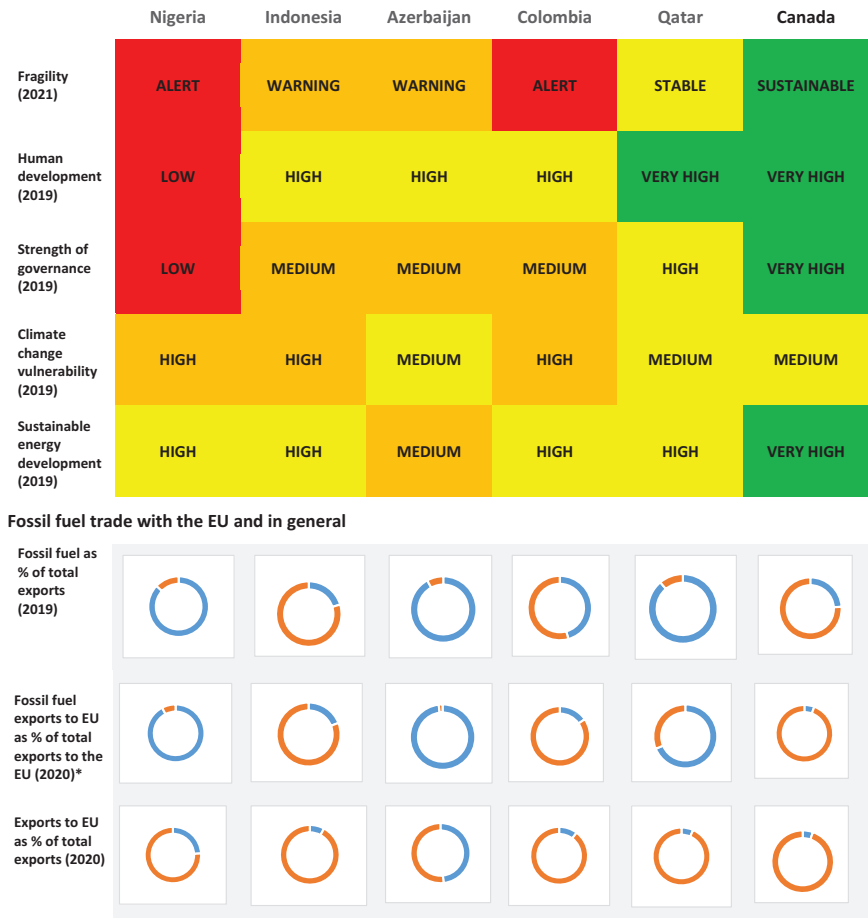 Nigeria Indonesia Azerbaijan Colombia Qatar Canada
Fragility
(2021)
ALERT WARNING WARNING ALERT STABLE SUSTAINABLE
Human
development
(2019)
LOW HIGH HIGH HIGH VERY HIGH VERY HIGH
Strength of
governance
(2019)
LOW MEDIUM MEDIUM MEDIUM HIGH VERY HIGH
Climate
change
vulnerability
(2019)
HIGH HIGH MEDIUM HIGH MEDIUM MEDIUM
Sustainable
energy
development
(2019)
HIGH HIGH MEDIUM HIGH HIGH VERY HIGH
Fossil fuel trade with the EU and in general
Fossil fuel as
% of total
exports
(2019)
Fossil fuel
exports to EU
as % of total
exports to the
EU (2020)*
Exports to EU
as % of total
exports (2020)